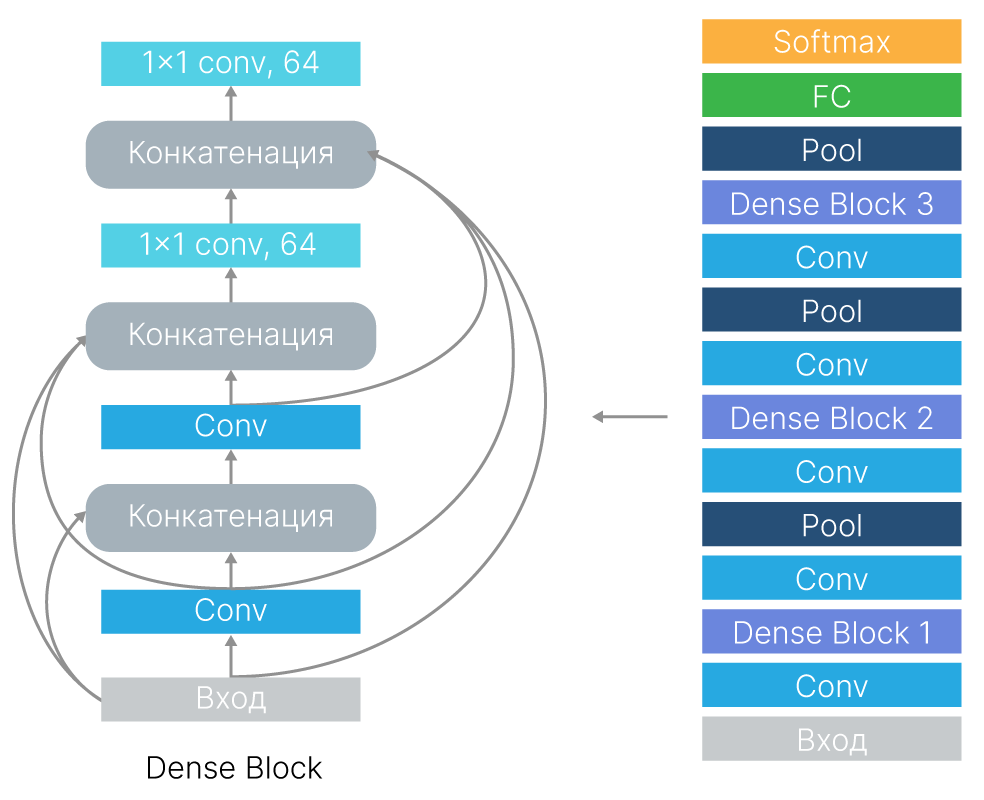 1×1 conv, 64
Конкатенация
1×1 conv, 64
Конкатенация
Conv
Конкатенация
Conv
Вход
Dense Block
Softmax
FC
Pool
Dense Block 3
Conv
Pool
Conv
Dense Block 2
Conv
Pool
Conv
Dense Block 1
Conv
Вход